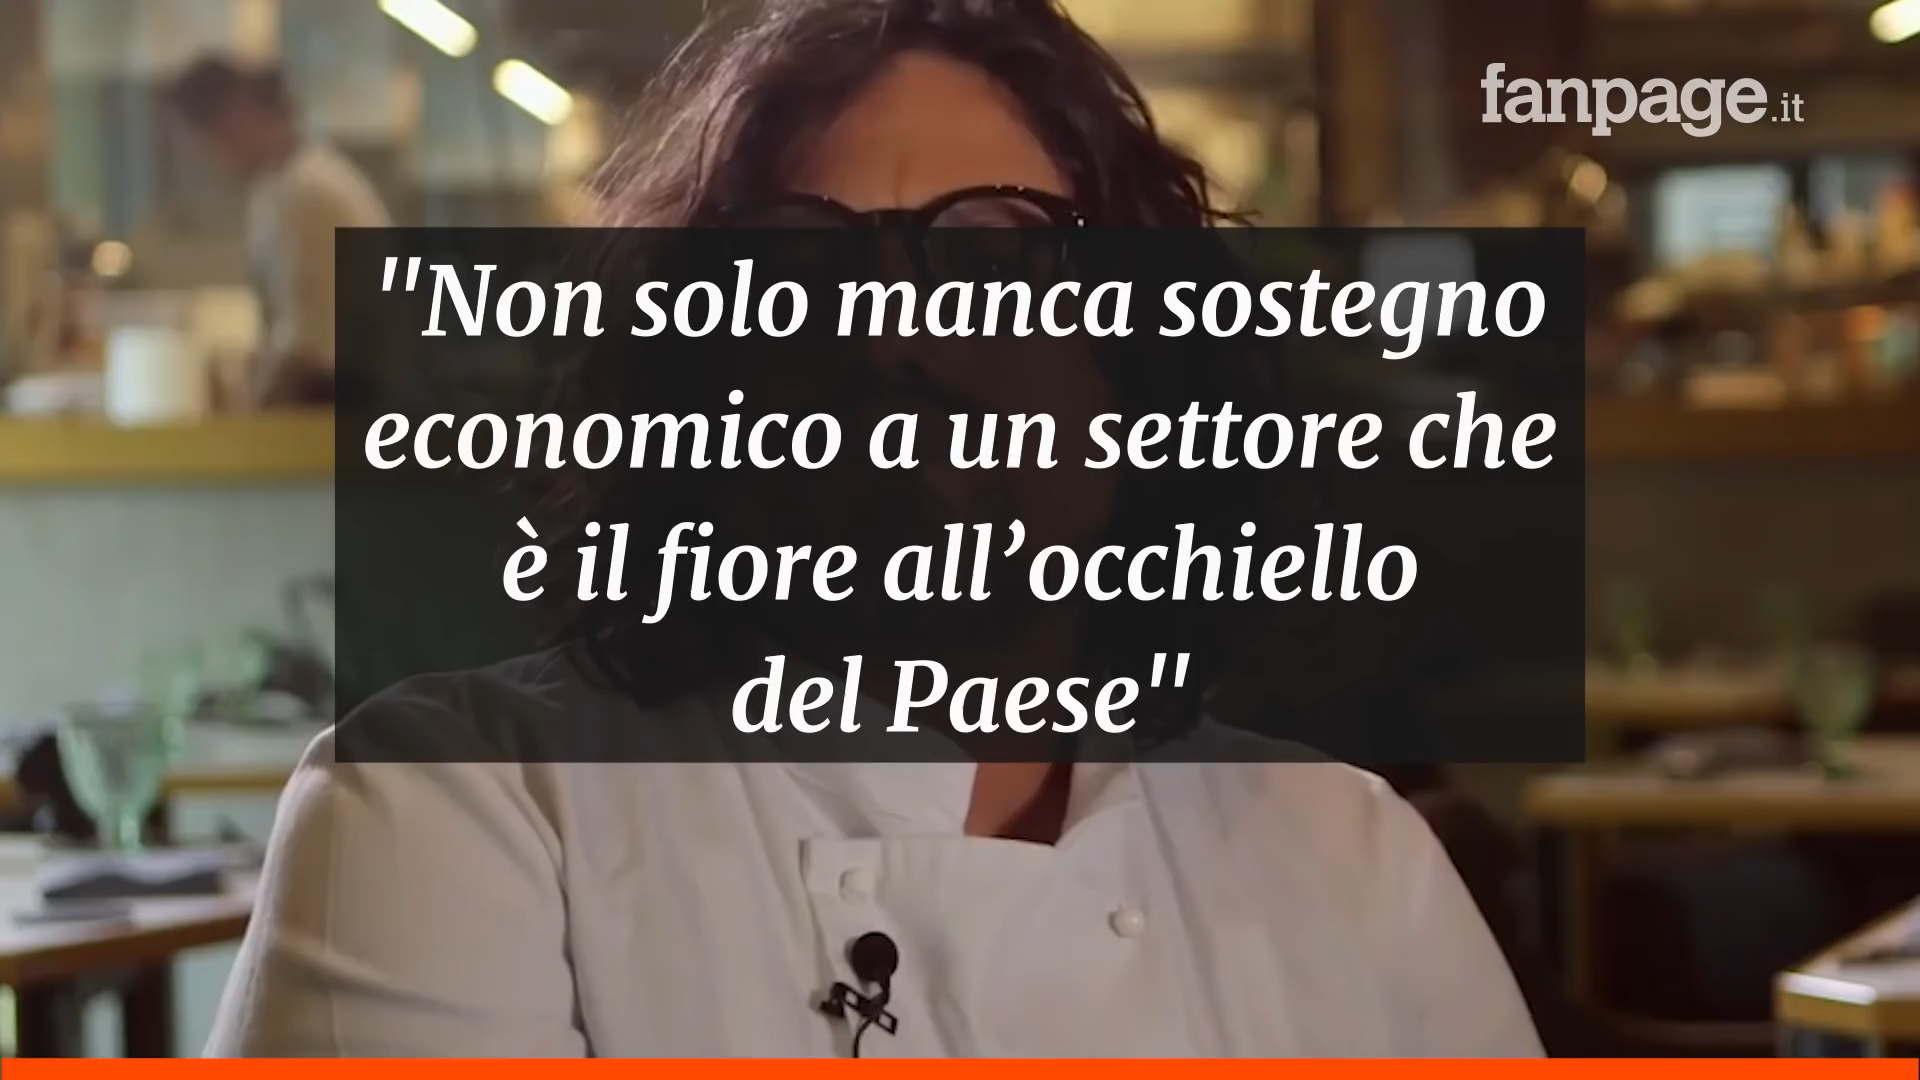 fanpage.it
"Non solo manca sostegno
economico a un settore che
è il fiore all’occhiello
del Paese"